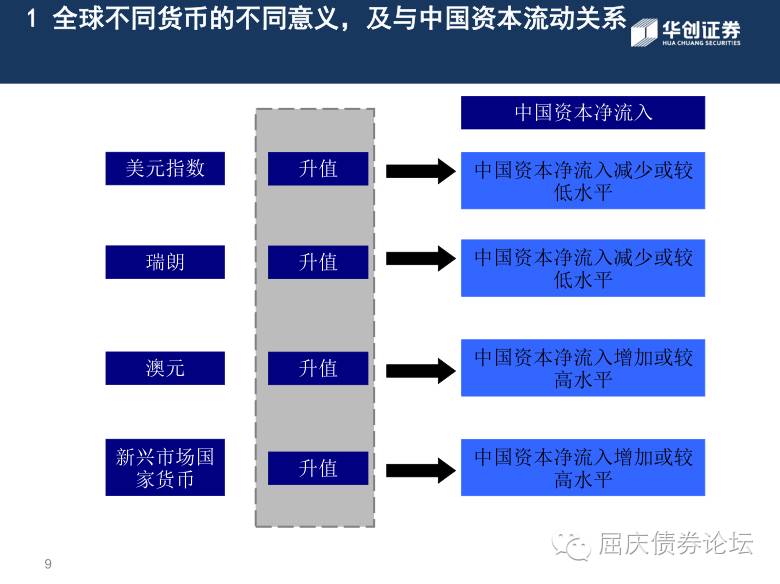 1 全球不同货币的不同意义，及与中国资本流动关系
华创证券
HUA CHUANG SECURITIES
中国资本净流入
美元指数
升值
中国资本净流入减少或较
低水平
瑞朗
升值
中国资本净流入减少或较
低水平
澳元
升值
中国资本净流入增加或较
高水平
新兴市场国
家货币
升值
中国资本净流入增加或较
高水平
屈庆债券论坛
9